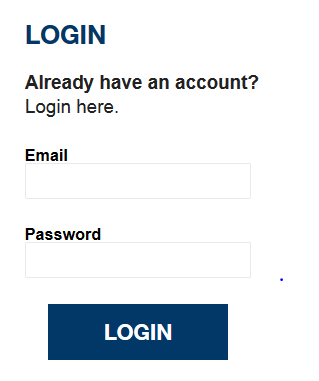 LOGIN
Already have an account?
Login here.
Email
Password
LOGIN